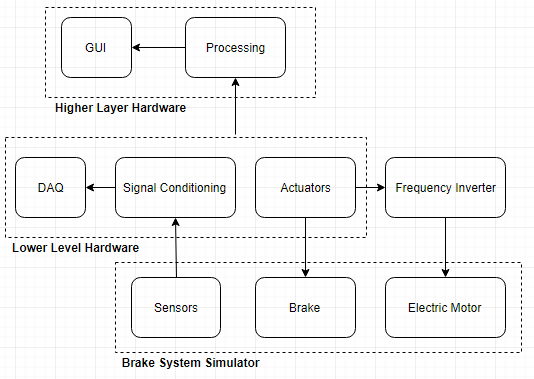 GUI
Processing
Higher Layer Hardware
DAQ
Signal Conditioning
Actuators
Frequency Inverter
Lower Level Hardware
Sensors
Brake
Electric Motor
Brake System Simulator